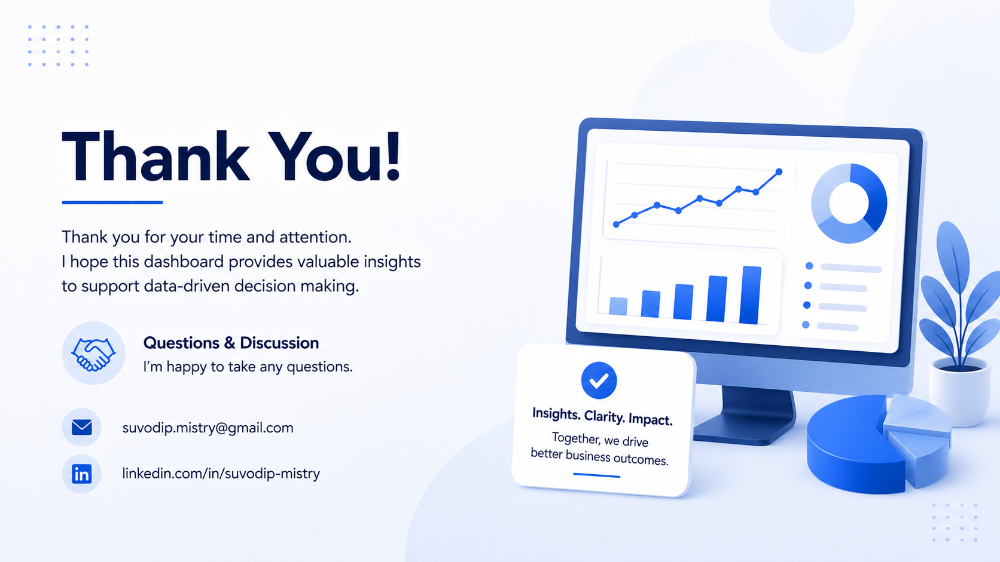 Thank You!
Thank you for your time and attention.
I hope this dashboard provides valuable insights
to support data-driven decision making.
Questions & Discussion
I'm happy to take any questions.
suvodip.mistry@gmail.com
in
linkedin.com/in/suvodip-mistry
Insights. Clarity. Impact.
Together, we drive
better business outcomes.